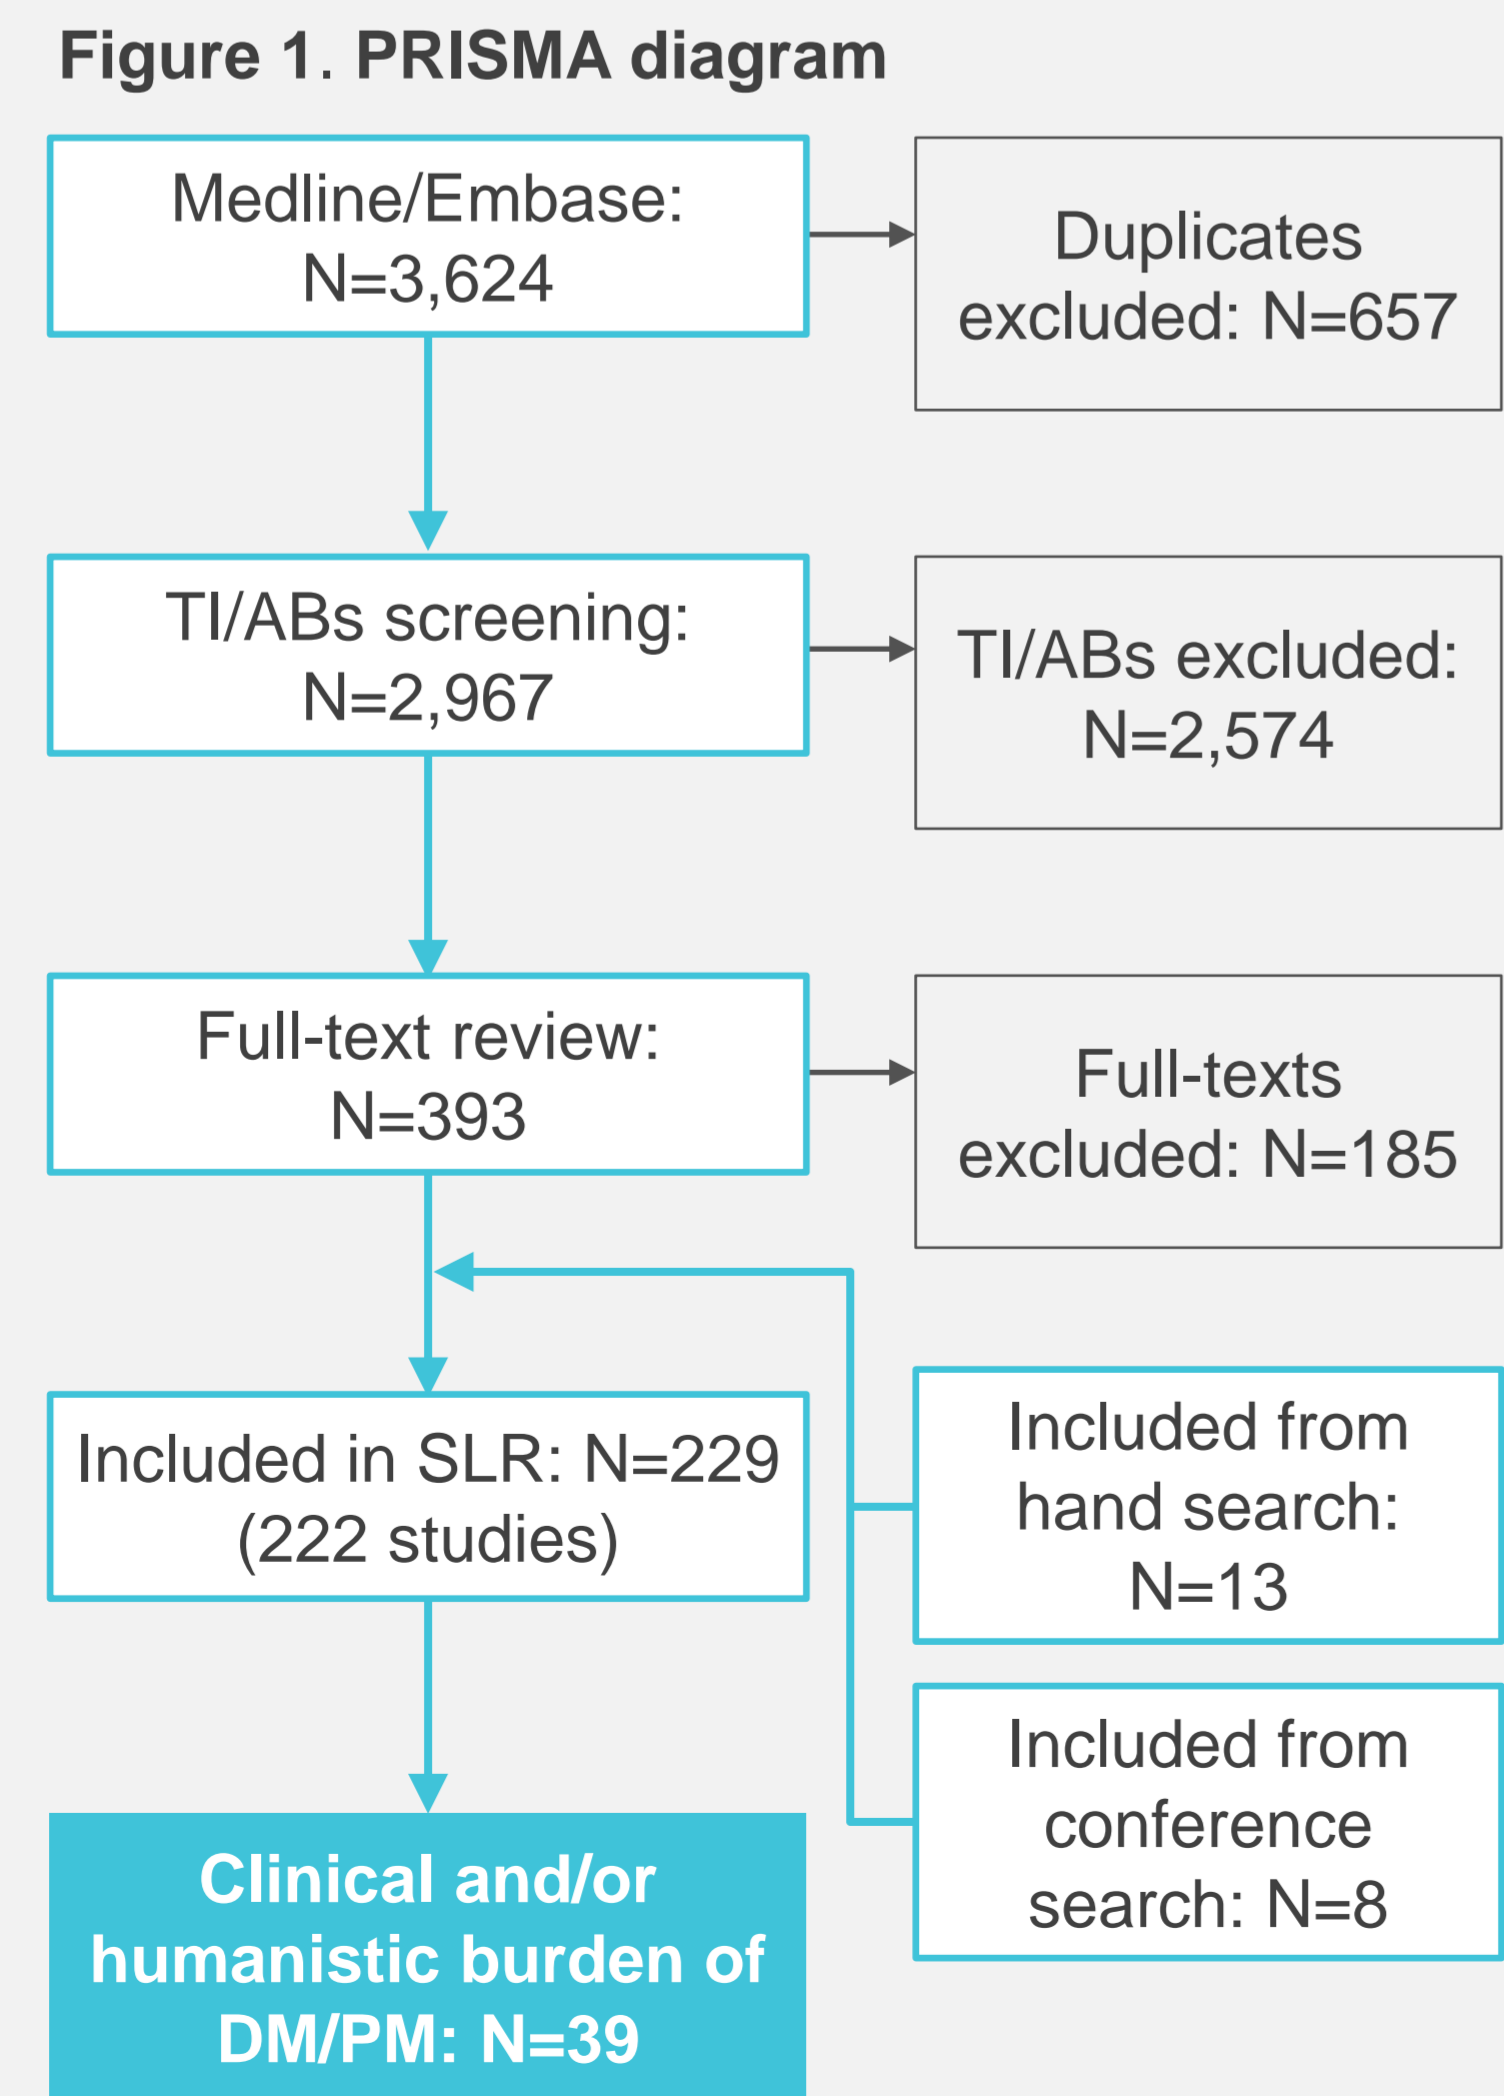 Figure 1. PRISMA diagram
Medline/Embase:
N=3,624
Duplicates
excluded: N=657
TI/ABs screening:
N=2,967
TI/ABs excluded:
N=2,574
Full-text review:
N=393
Full-texts
excluded: N=185
Included in SLR: N=229
(222 studies)
Included from
hand search:
N=13
Included from
conference
search: N=8
Clinical and/or
humanistic burden of
DM/PM: N=39